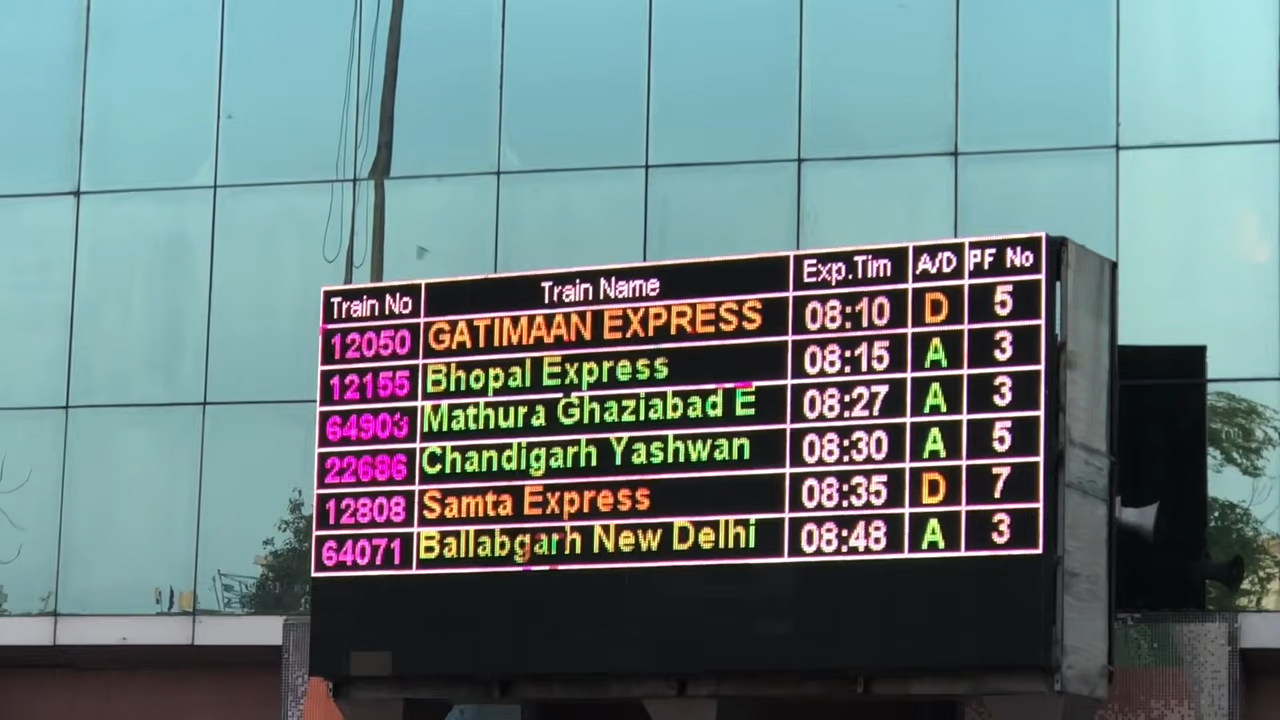 Train No Train Name Exp.Tim A/D PF No
12050 GATIMAAN EXPRESS 08:10 D 5
12155 Bhopal Express 08:15 A 3
64903 Mathura Ghaziabad E 08:27 A 3
22686 Chandigarh Yashwan 08:30 A 5
12808 Samta Express 08:35 D 7
64071 Ballabgarh New Delhi 08:48 A 3